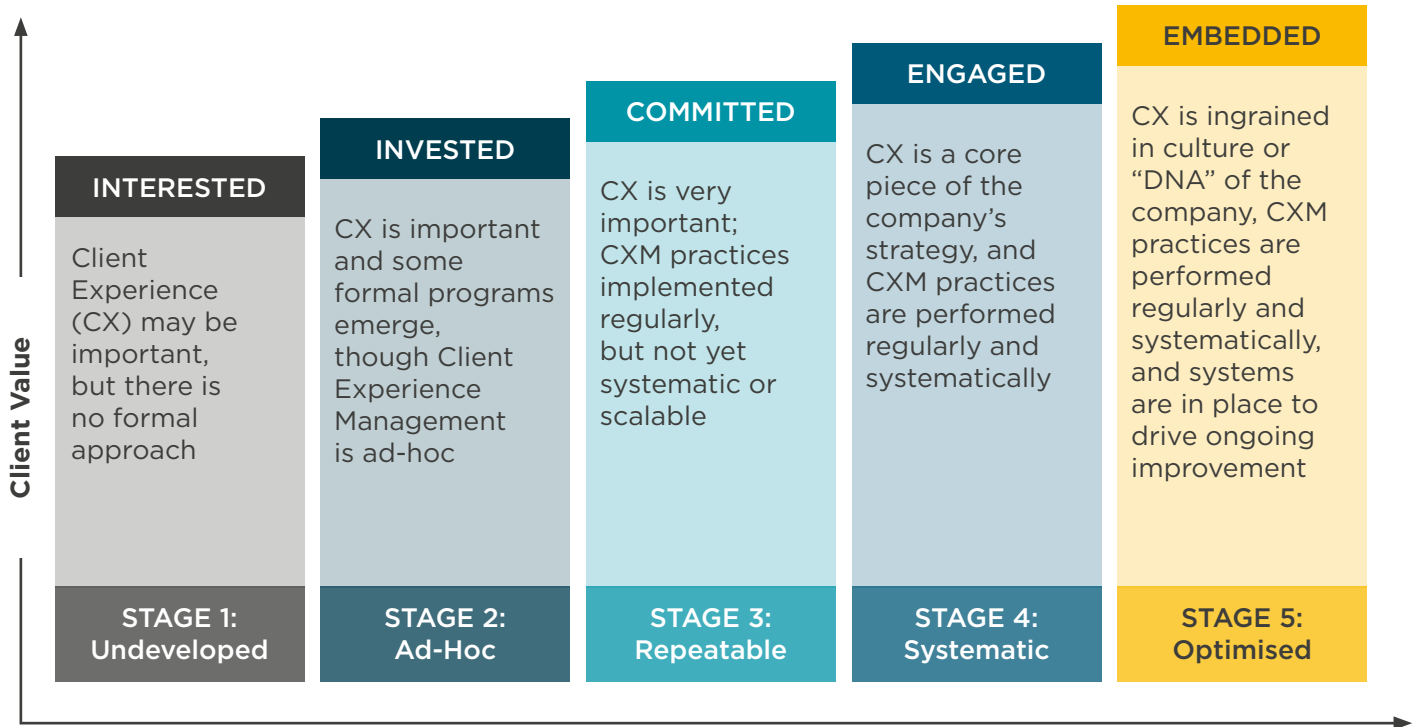 Client Value
INTERESTED
Client
Experience
(CX) may be
important,
but there is
no formal
approach
STAGE 1:
Undeveloped
INVESTED
CX is important
and some
formal programs
emerge,
though Client
Experience
Management
is ad-hoc
STAGE 2:
Ad-Hoc
COMMITTED
CX is very
important;
CXM practices
implemented
regularly,
but not yet
systematic or
scalable
STAGE 3:
Repeatable
ENGAGED
CX is a core
piece of the
company’s
strategy, and
CXM practices
are performed
regularly and
systematically
STAGE 4:
Systematic
EMBEDDED
CX is ingrained
in culture or
“DNA” of the
company, CXM
practices are
performed
regularly and
systematically,
and systems
are in place to
drive ongoing
improvement
STAGE 5:
Optimised